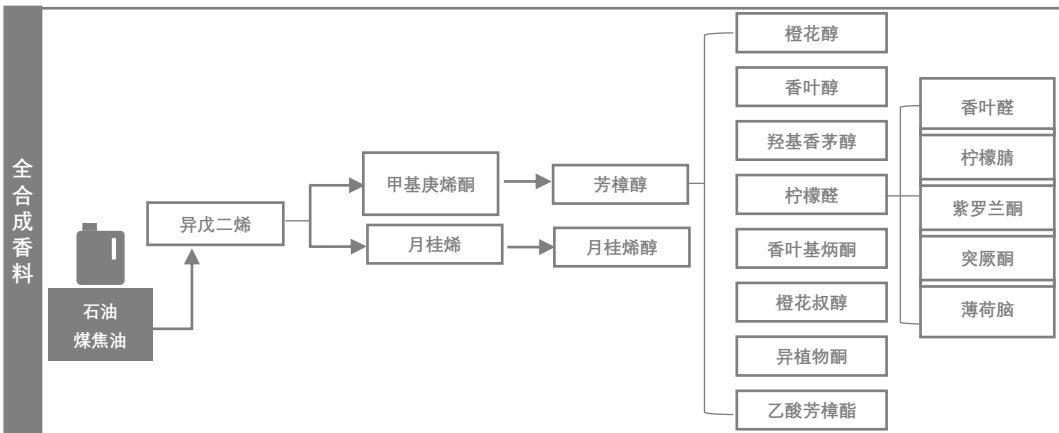 全合成香料
石油
煤焦油
异戊二烯
甲基庚烯酮
月桂烯
芳樟醇
月桂烯醇
橙花醇
香叶醇
羟基香茅醇
柠檬醛
香叶基炳酮
橙花叔醇
异植物酮
乙酸芳樟酯
香叶醛
柠檬腈
紫罗兰酮
突厥酮
薄荷脑